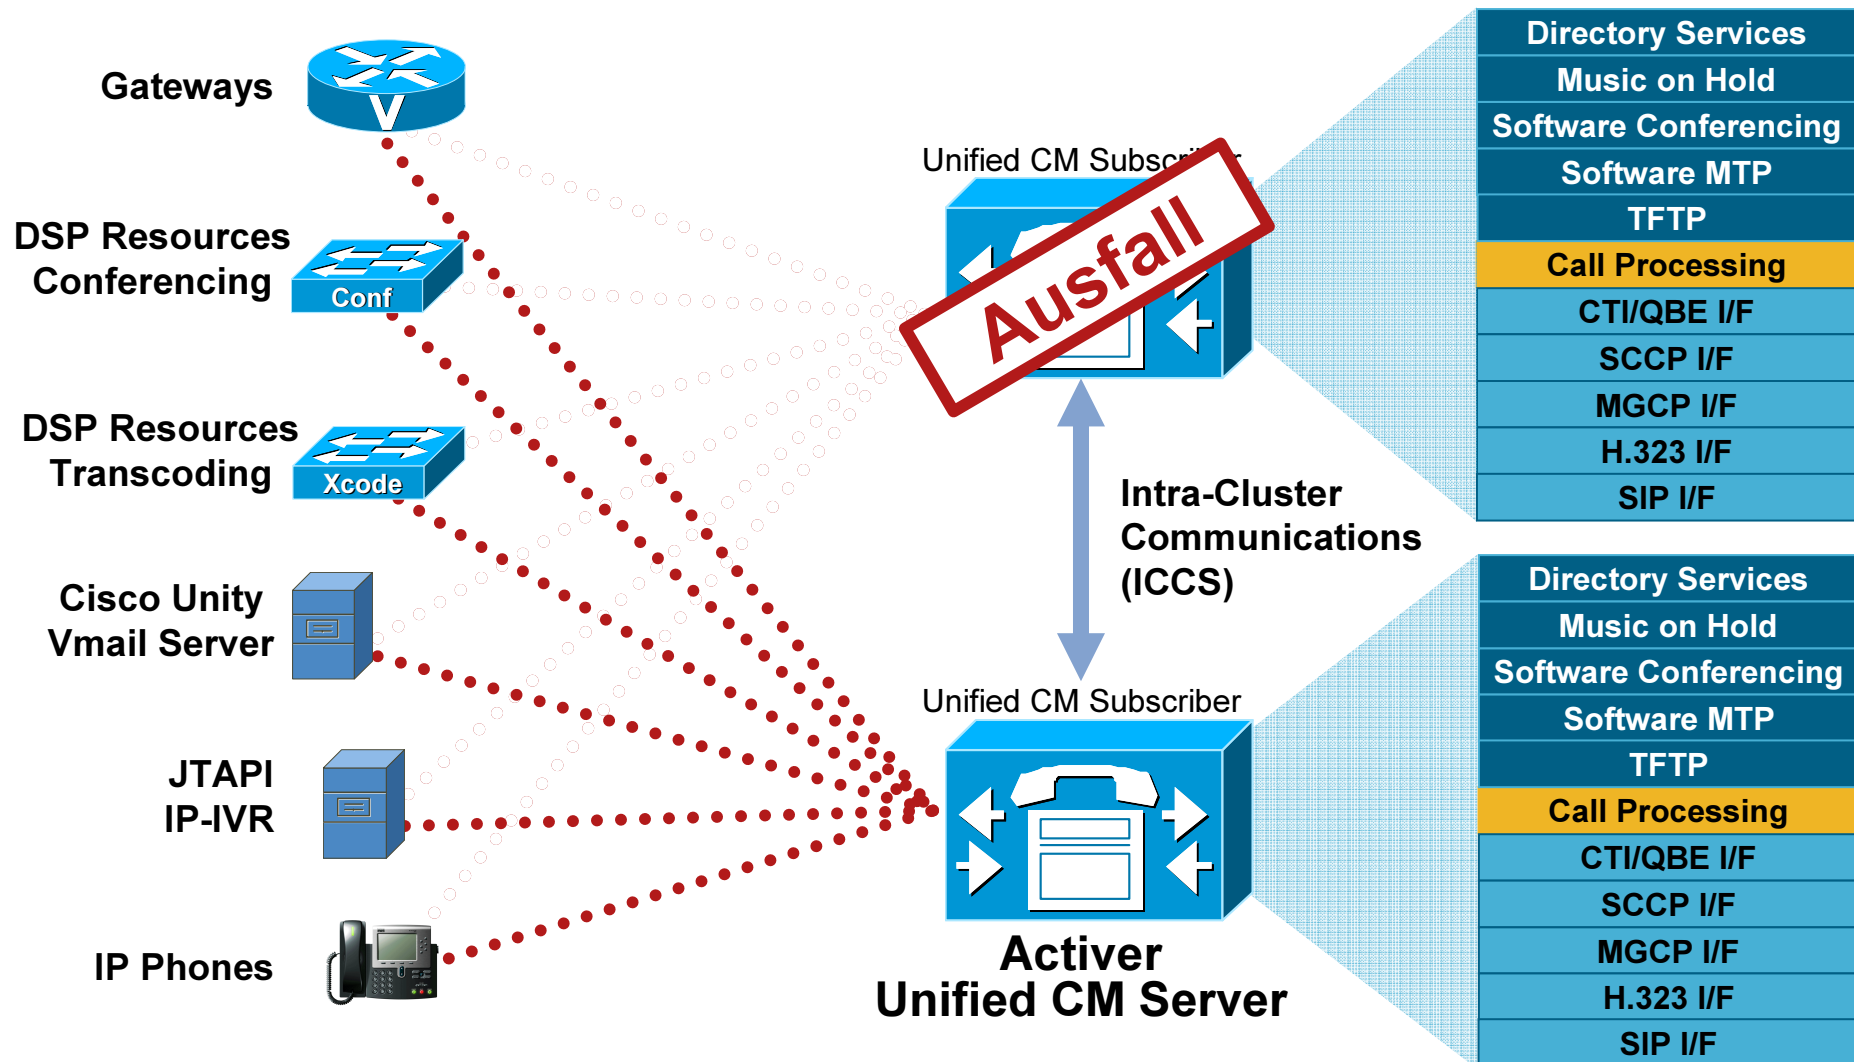 Gateways
V
DSP Resources
Conferencing
Conf
DSP Resources
Transcoding
Xcode
Cisco Unity
Vmail Server
JTAPI
IP-IVR
IP Phones
Unified CM Subscriber
Ausfall
Intra-Cluster
Communications
(ICCS)
Unified CM Subscriber
Activer
Unified CM Server
Directory Services
Music on Hold
Software Conferencing
Software MTP
TFTP
Call Processing
CTI/QBE I/F
SCCP I/F
MGCP I/F
H.323 I/F
SIP I/F
Directory Services
Music on Hold
Software Conferencing
Software MTP
TFTP
Call Processing
CTI/QBE I/F
SCCP I/F
MGCP I/F
H.323 I/F
SIP I/F